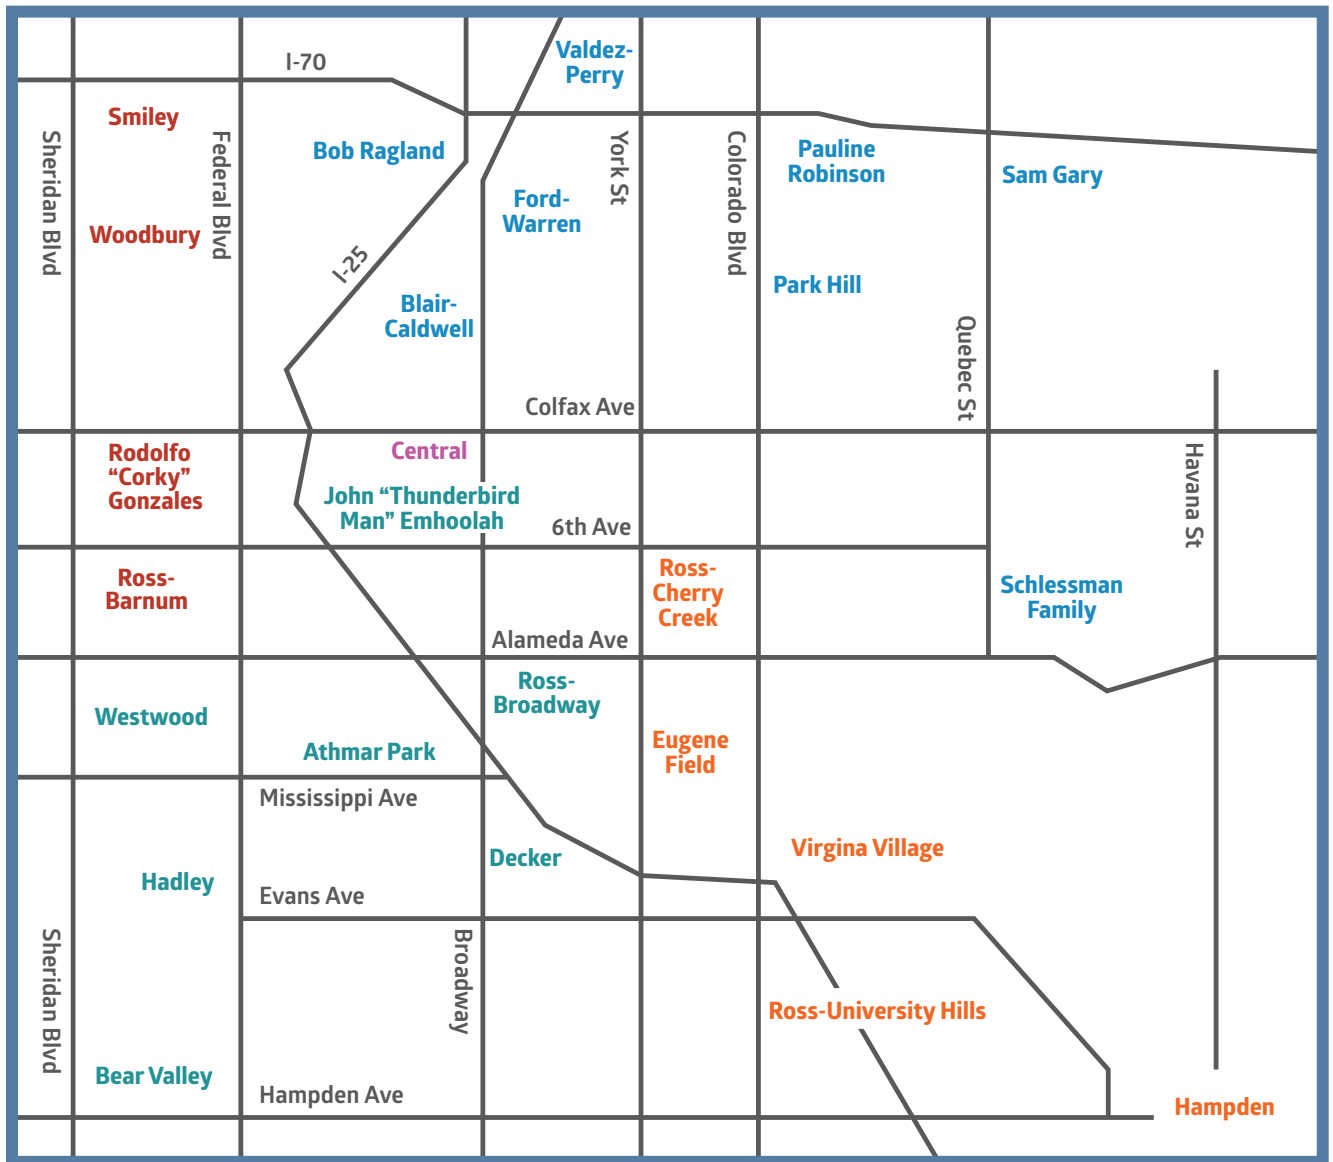 Valdez-
Perry
I-70
Smiley
Bob Ragland
Sheridan Blvd
Federal Blvd
York St
Colorado Blvd
Pauline
Robinson
Sam Gary
Ford-
Warren
Woodbury
I-25
Park Hill
Blair-
Caldwell
Quebec St
Colfax Ave
Central
Rodolfo
“Corky”
Gonzales
John “Thunderbird
Man” Emhoolah
6th Ave
Havana St
Ross-
Barnum
Ross-
Cherry
Creek
Schlessman
Family
Alameda Ave
Ross-
Broadway
Westwood
Athmar Park
Eugene
Field
Mississippi Ave
Virgina Village
Decker
Hadley
Evans Ave
Sheridan Blvd
Broadway
Ross-University Hills
Bear Valley
Hampden Ave
Hampden